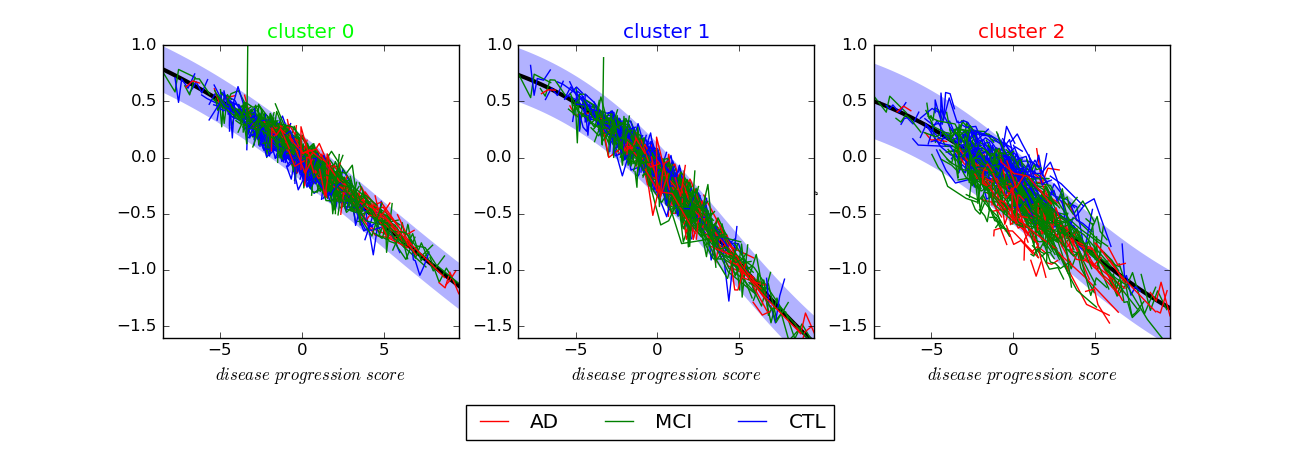 cluster 0 cluster 1 cluster 2
1.0 1.0 1.0
0.5 0.5 0.5
0.0 0.0 0.0
−0.5 −0.5 −0.5
−1.0 −1.0 −1.0
−1.5 −1.5 −1.5
−5 0 5 −5 0 5 −5 0 5
disease progression score disease progression score disease progression score
AD MCI CTL